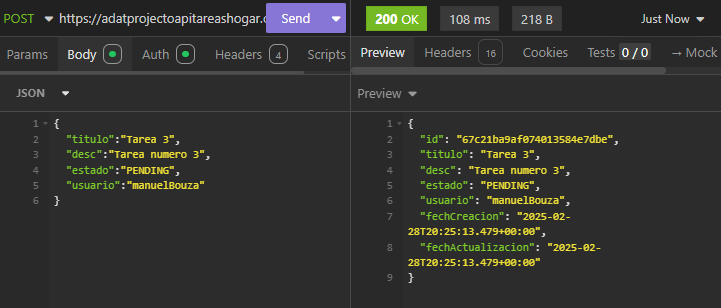 POST https://adatprojectoapitareashogar. Send
200 OK 108 ms 218 B Just Now
Params Body Auth Headers 4 Scripts
Preview Headers 16 Cookies Tests 0 / 0 → Mock
JSON
1 {
2 "titulo":"Tarea 3",
3 "desc":"Tarea numero 3",
4 "estado":"PENDING",
5 "usuario":"manuelBouza"
6 }
Preview
1 {
2 "id": "67c21ba9af074013584e7dbe",
3 "titulo": "Tarea 3",
4 "desc": "Tarea numero 3",
5 "estado": "PENDING",
6 "usuario": "manuelBouza",
7 "fechCreacion": "2025-02-
28T20:25:13.479+00:00",
8 "fechActualizacion": "2025-02-
28T20:25:13.479+00:00"
9 }